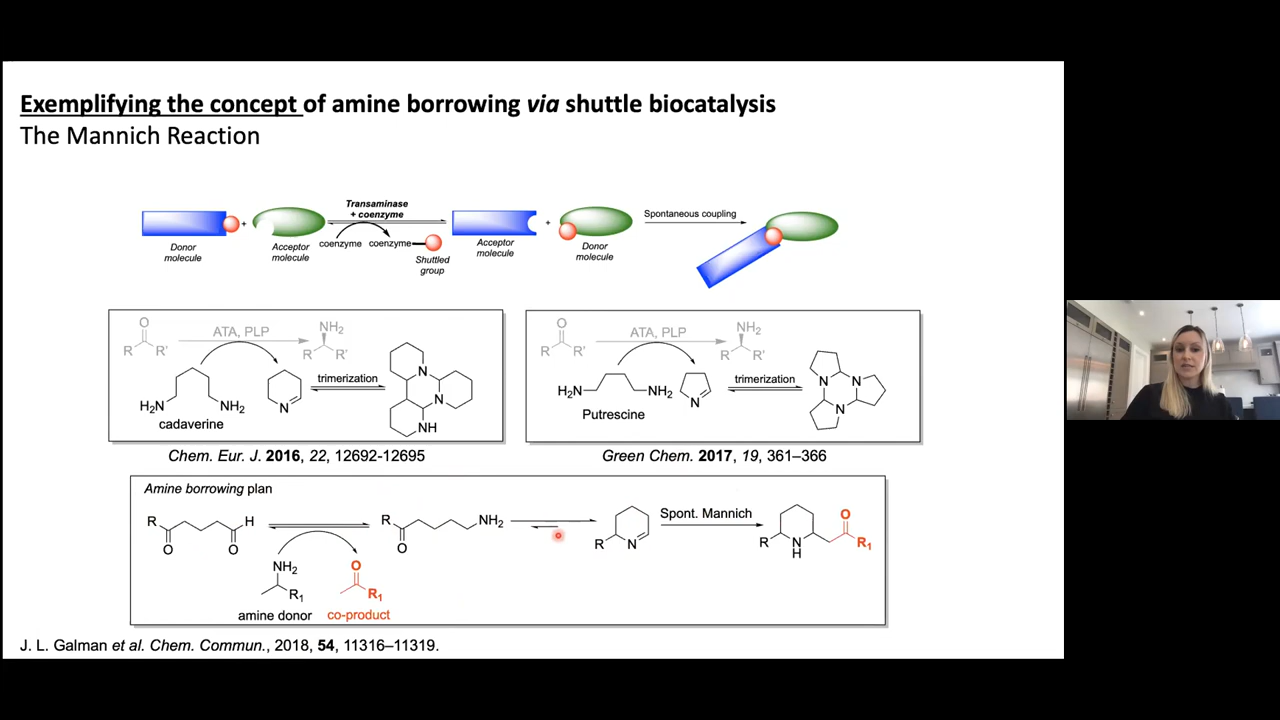 Exemplifying the concept of amine borrowing via shuttle biocatalysis
The Mannich Reaction
Transaminase
+ coenzyme
Spontaneous coupling
+
+
coenzyme
coenzyme
Donor
molecule
Acceptor
molecule
Shuttled
group
Acceptor
molecule
Donor
molecule
O
R
R'
ATA, PLP
NH2
R
R'
H2N
NH2
cadaverine
N
trimerization
N
N
NH
O
R
R'
ATA, PLP
NH2
R
R'
H2N
NH2
Putrescine
N
trimerization
N
N
N
Chem. Eur. J. 2016, 22, 12692-12695
Green Chem. 2017, 19, 361–366
Amine borrowing plan
R
O
O
H
R
O
NH2
R
N
Spont. Mannich
R
N
H
O
R1
NH2
R1
amine donor
O
R1
co-product
J. L. Galman et al. Chem. Commun., 2018, 54, 11316–11319.